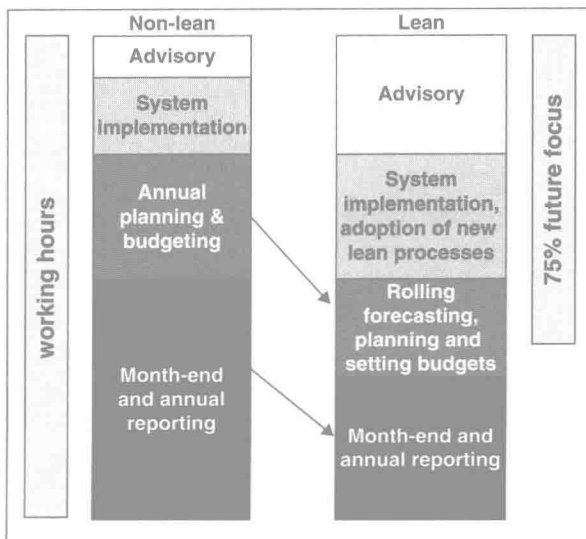 Non-lean
Lean
working hours
Advisory
System
Implementation
Annual
planning &
budgeting
Month-end
and annual
reporting
Advisory
System
implementation,
adoption of new
lean processes
Rolling
forecasting,
planning and
setting budgets
Month-end and
annual reporting
75% future focus